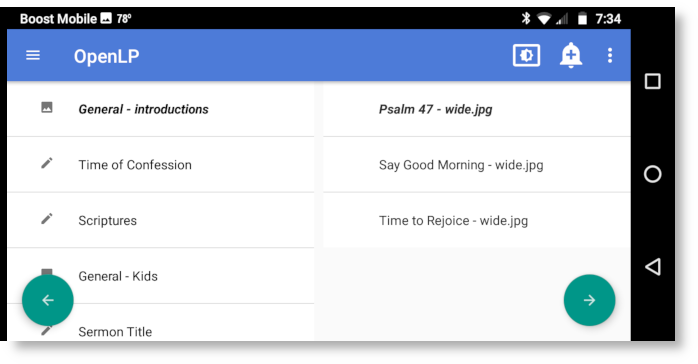 Boost Mobile 78° 7:34
OpenLP
General - introductions
Time of Confession
Scriptures
General - Kids
Sermon Title
Psalm 47 - wide.jpg
Say Good Morning - wide.jpg
Time to Rejoice - wide.jpg